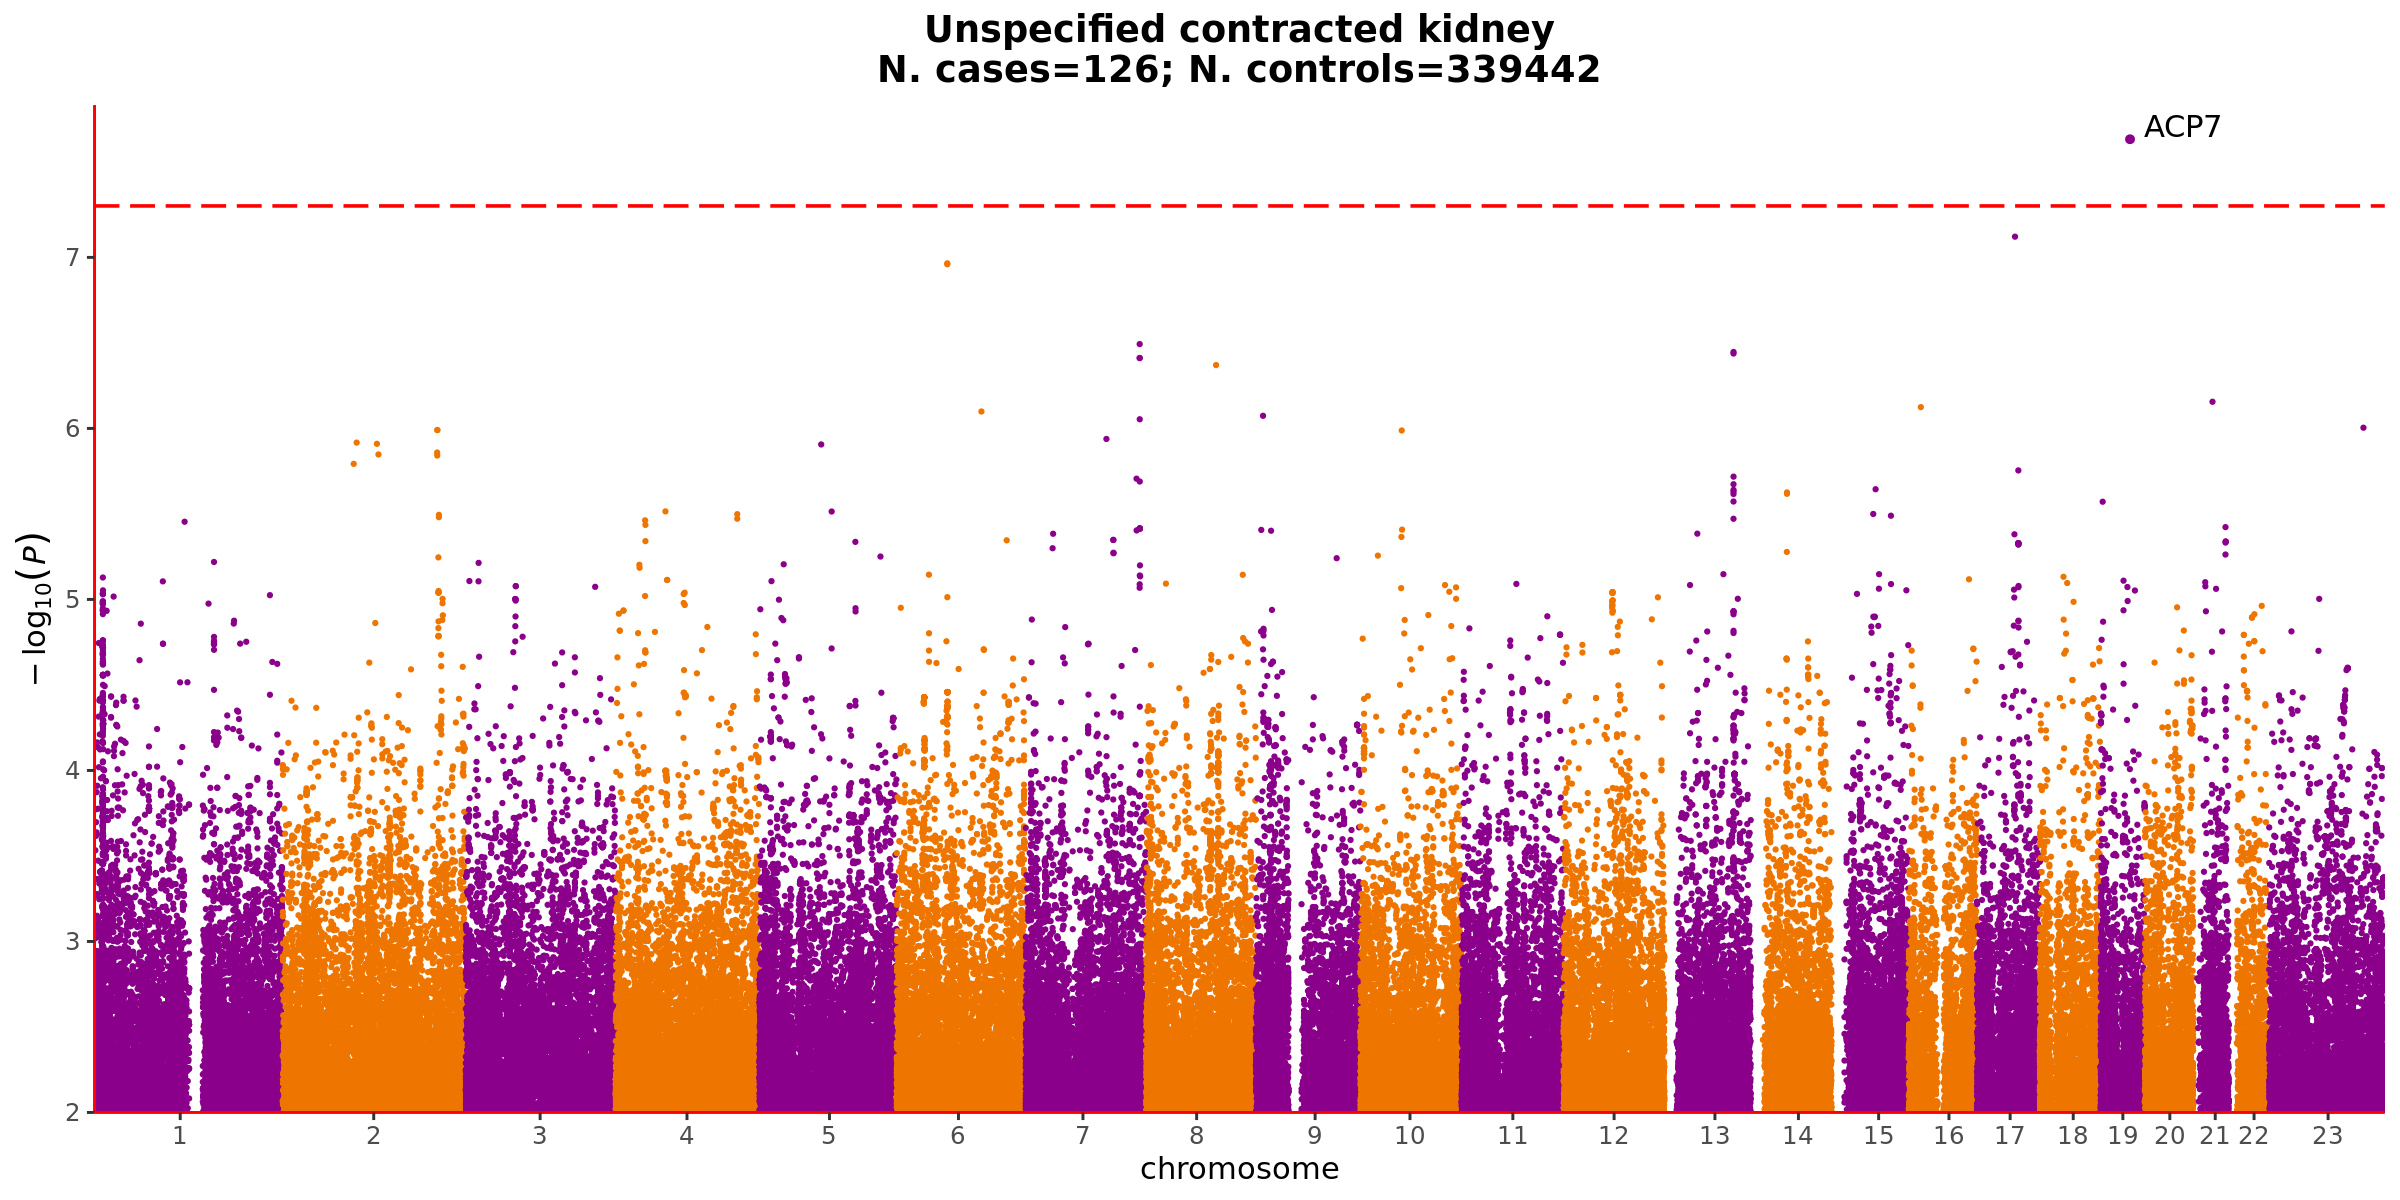 Unspecified contracted kidney
N. cases=126; N. controls=339442
ACP7
7
6
5
4
3
2
−log10(P)
1 2 3 4 5 6 7 8 9 10 11 12 13 14 15 16 17 18 19 20 21 22 23
chromosome